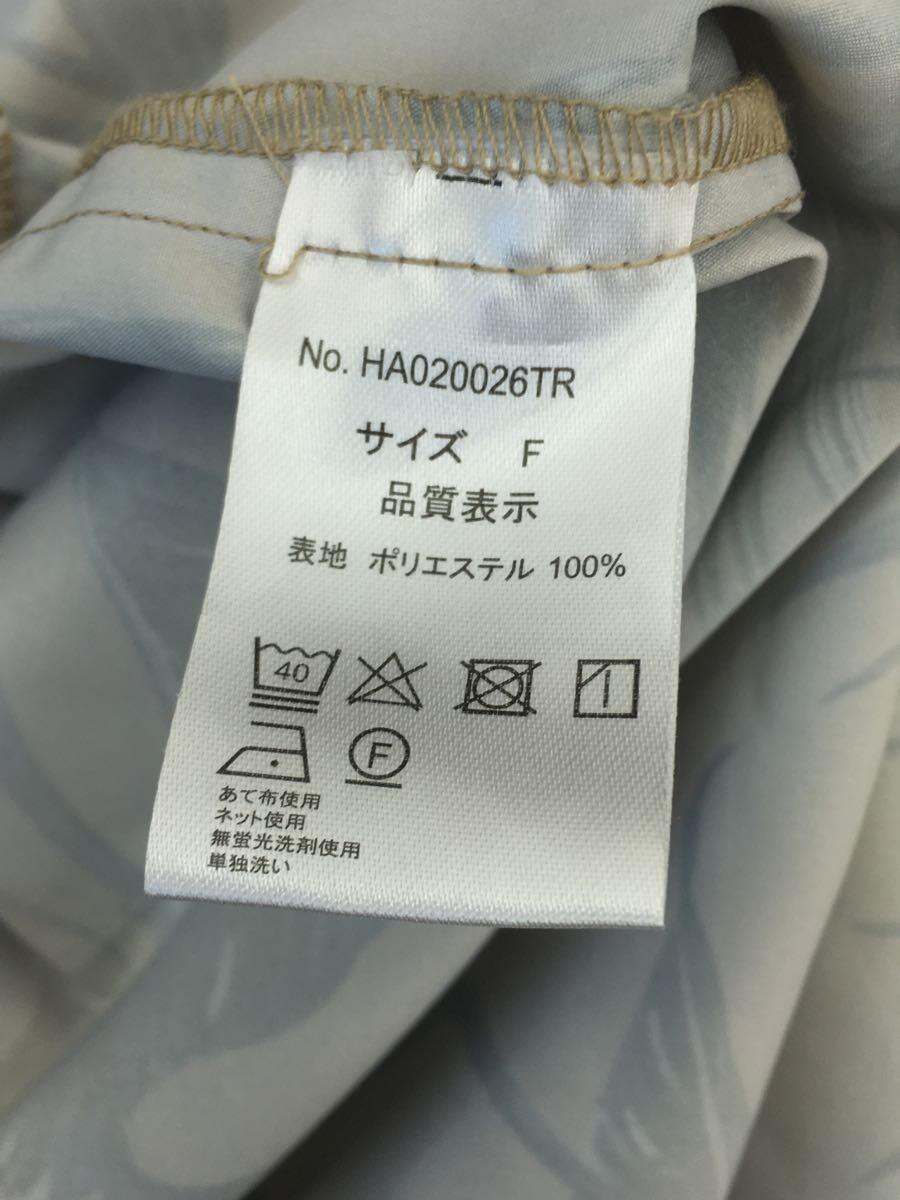 No. HA020026TR
サイズ F
品質表示
表地 ポリエステル 100%
40
F
あて布使用
ネット使用
無蛍光洗剤使用
単独洗い